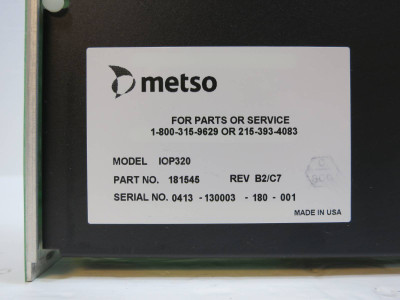 metso
FOR PARTS OR SERVICE
1-800-315-9629 OR 215-393-4083
MODEL IOP320
PART NO. 181545 REV B2/C7
SERIAL NO. 0413 -130003 -180 -001
MADE IN USA